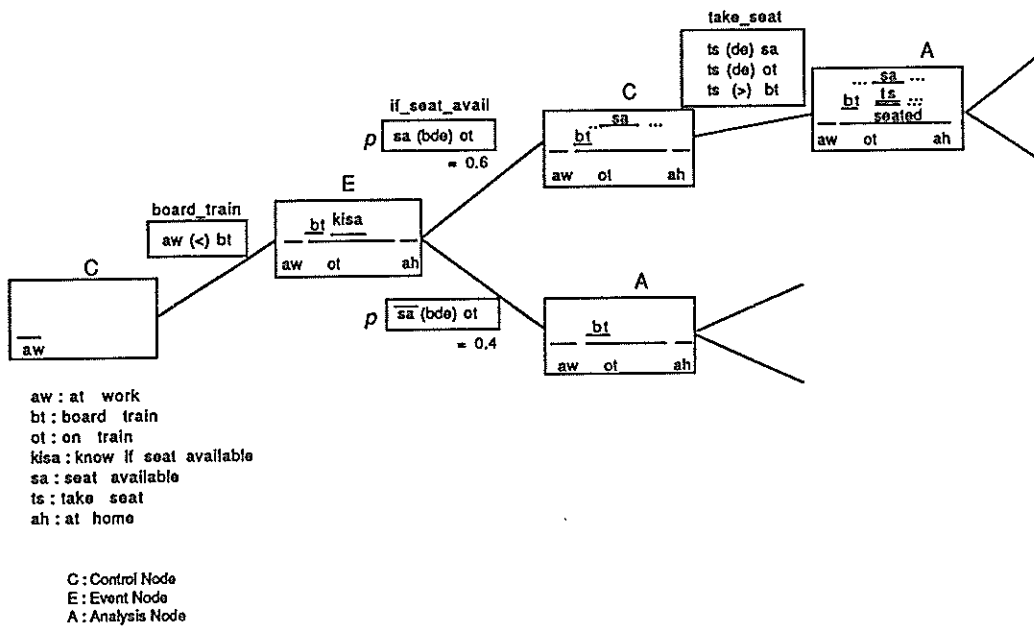 take_seat
ts (de) sa
ts (de) ot
ts (>) bt
A
... sa ...
bt ts ...
seated
aw ot ah
C
... sa ...
bt
aw ot ah
if_seat_avail
p sa (bde) ot
= 0.6
E
bt kisa
aw ot ah
board_train
aw (<) bt
C
aw
p s̅a̅ (bde) ot
= 0.4
A
bt
aw ot ah
aw : at work
bt : board train
ot : on train
kisa : know if seat available
sa : seat available
ts : take seat
ah : at home
C : Control Node
E : Event Node
A : Analysis Node